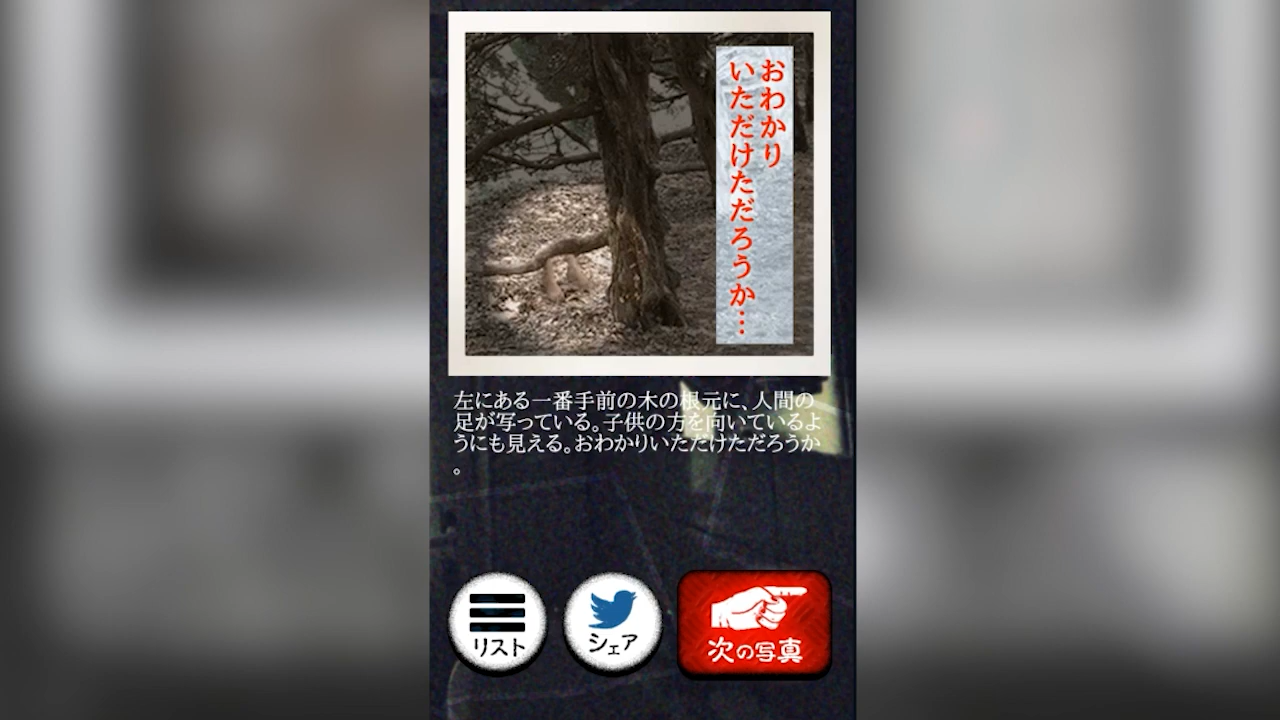 おわかり
いただけただろうか…
左にある一番手前の木の根元に、人間の
足が写っている。子供の方を向いているよ
うにも見える。おわかりいただけただろうか
。
リスト
シェア
次の写真